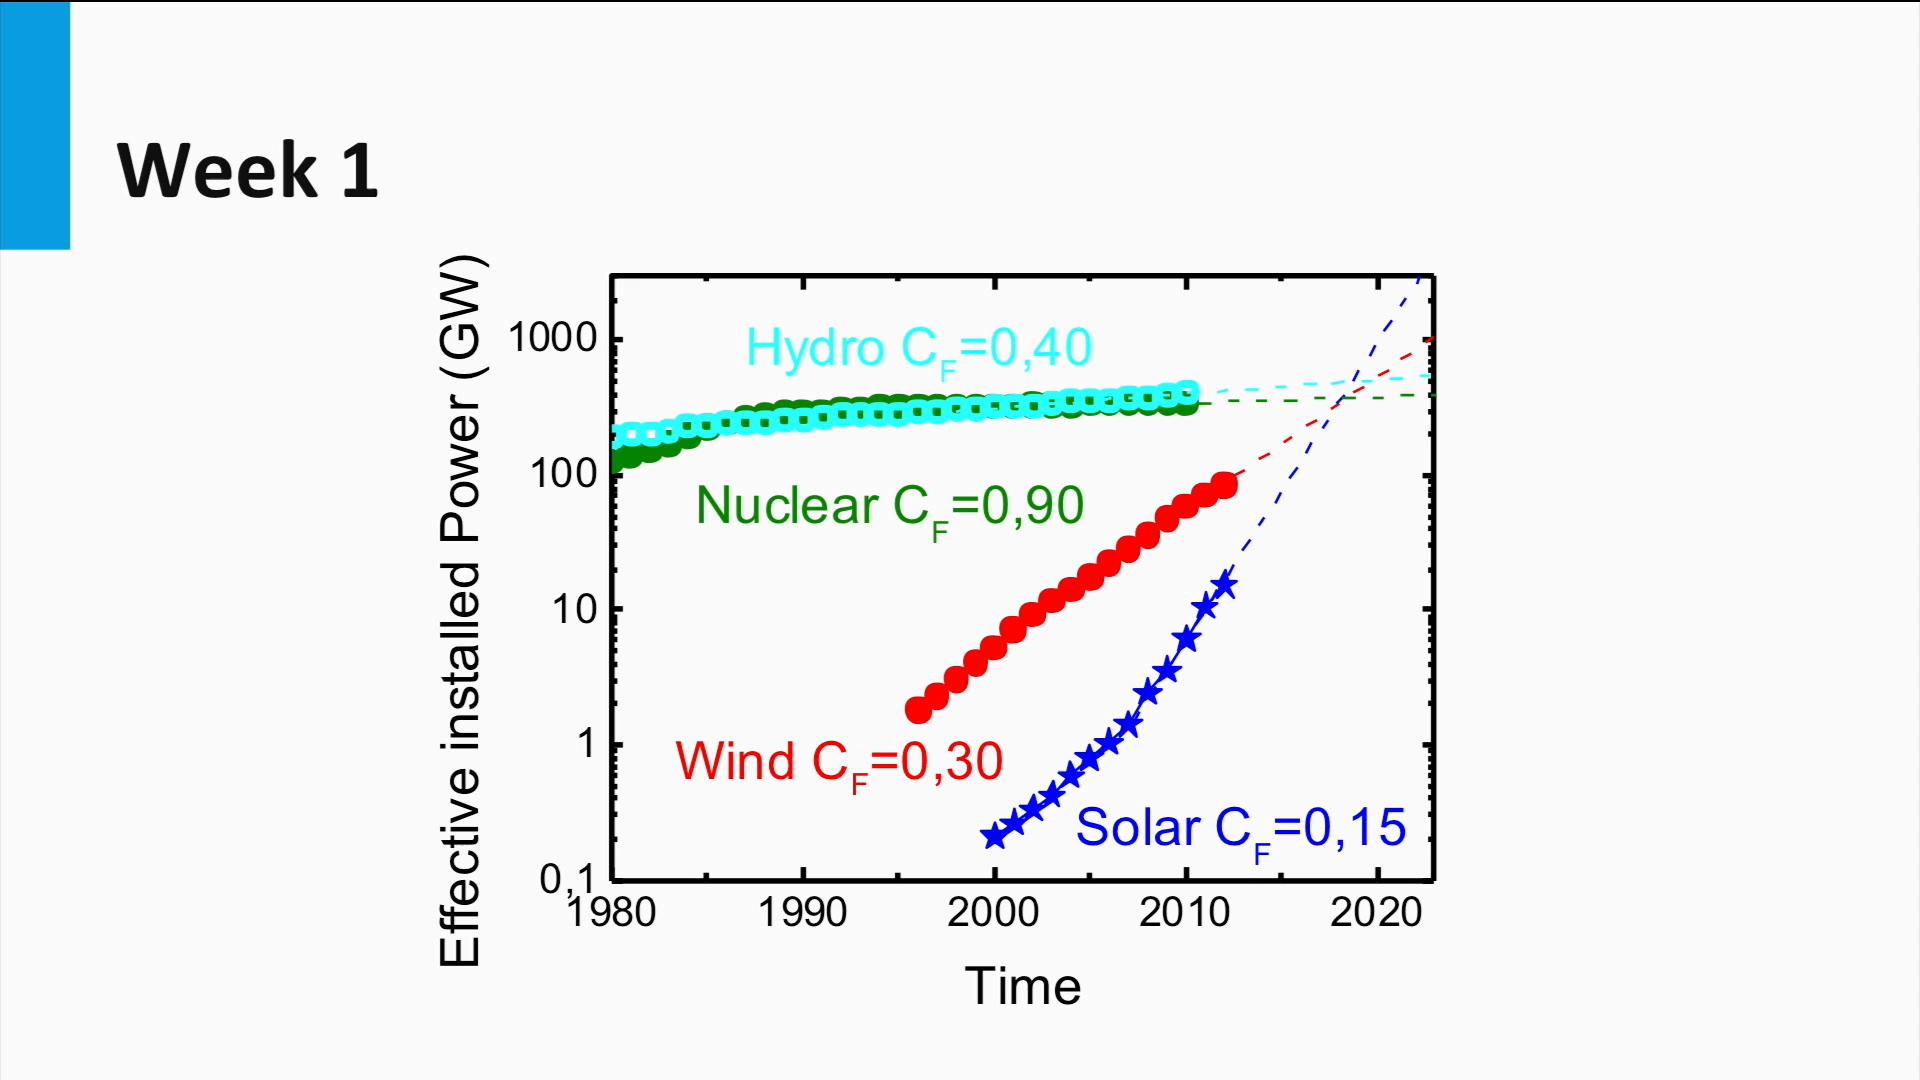 Week 1
Effective installed Power (GW)
1000
100
10
1
0,1
Hydro C_F=0,40
Nuclear C_F=0,90
Wind C_F=0,30
Solar C_F=0,15
1980 1990 2000 2010 2020
Time